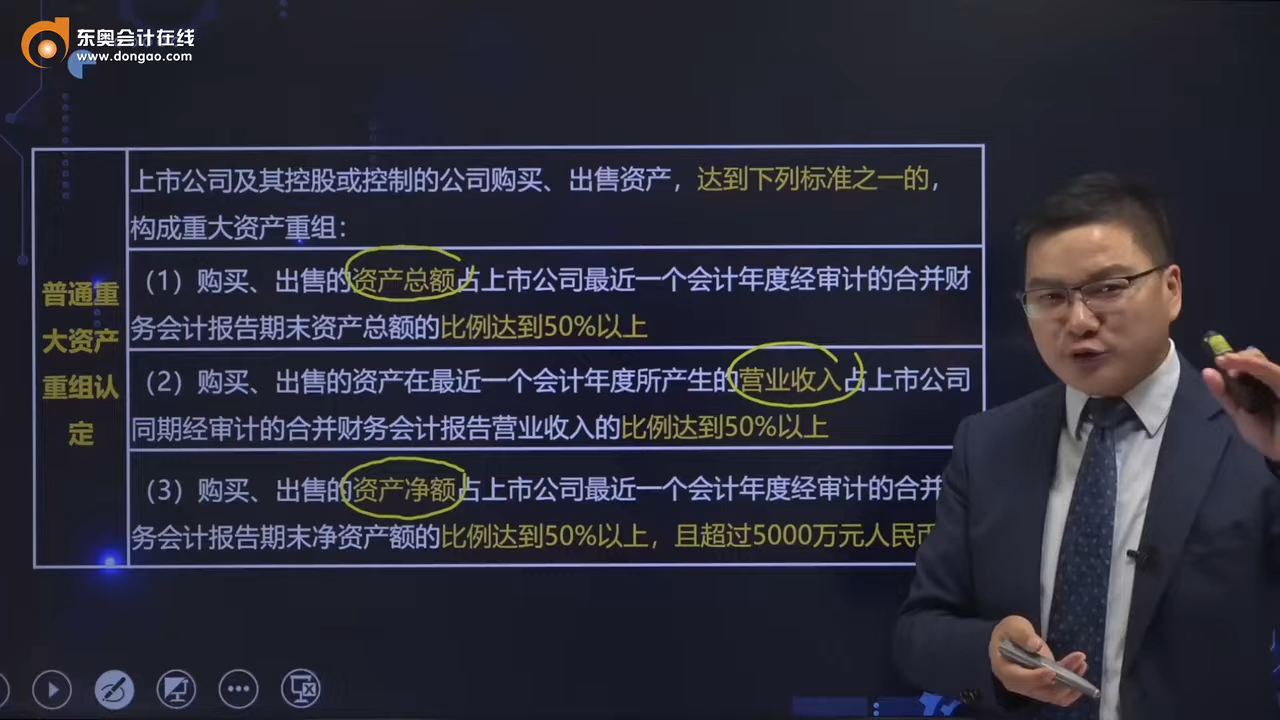 东奥会计在线
www.dongao.com
上市公司及其控股或控制的公司购买、出售资产，达到下列标准之一的，
构成重大资产重组：
普通重
大资产
重组认
定
（1）购买、出售的资产总额占上市公司最近一个会计年度经审计的合并财
务会计报告期末资产总额的比例达到50%以上
（2）购买、出售的资产在最近一个会计年度所产生的营业收入占上市公司
同期经审计的合并财务会计报告营业收入的比例达到50%以上
（3）购买、出售的资产净额占上市公司最近一个会计年度经审计的合并
务会计报告期末净资产额的比例达到50%以上，且超过5000万元人民币